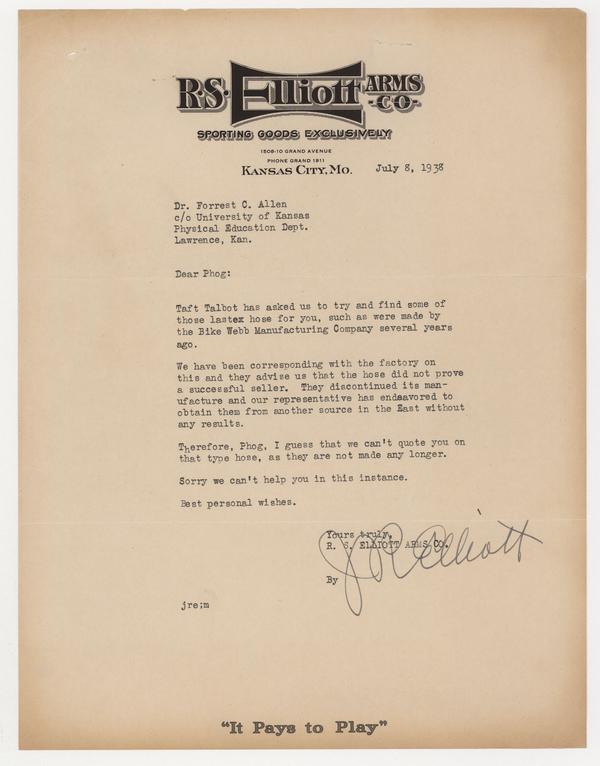 R.S. Elliott ARMS
-CO-
SPORTING GOODS EXCLUSIVELY
1508-10 GRAND AVENUE
PHONE GRAND 1811
KANSAS CITY, MO.
July 8, 1938
Dr. Forrest C. Allen
c/o University of Kansas
Physical Education Dept.
Lawrence, Kan.
Dear Phog:
Taft Talbot has asked us to try and find some of
those lastex hose for you, such as were made by
the Bike Webb Manufacturing Company several years
ago.
We have been corresponding with the factory on
this and they advise us that the hose did not prove
a successful seller. They discontinued its man-
ufacture and our representative has endeavored to
obtain them from another source in the East without
any results.
Therefore, Phog, I guess that we can't quote you on
that type hose, as they are not made any longer.
Sorry we can't help you in this instance.
Best personal wishes.
Yours truly,
R. S. ELLIOTT ARMS CO.
By
J R Elliott
jre;m
"It Pays to Play"